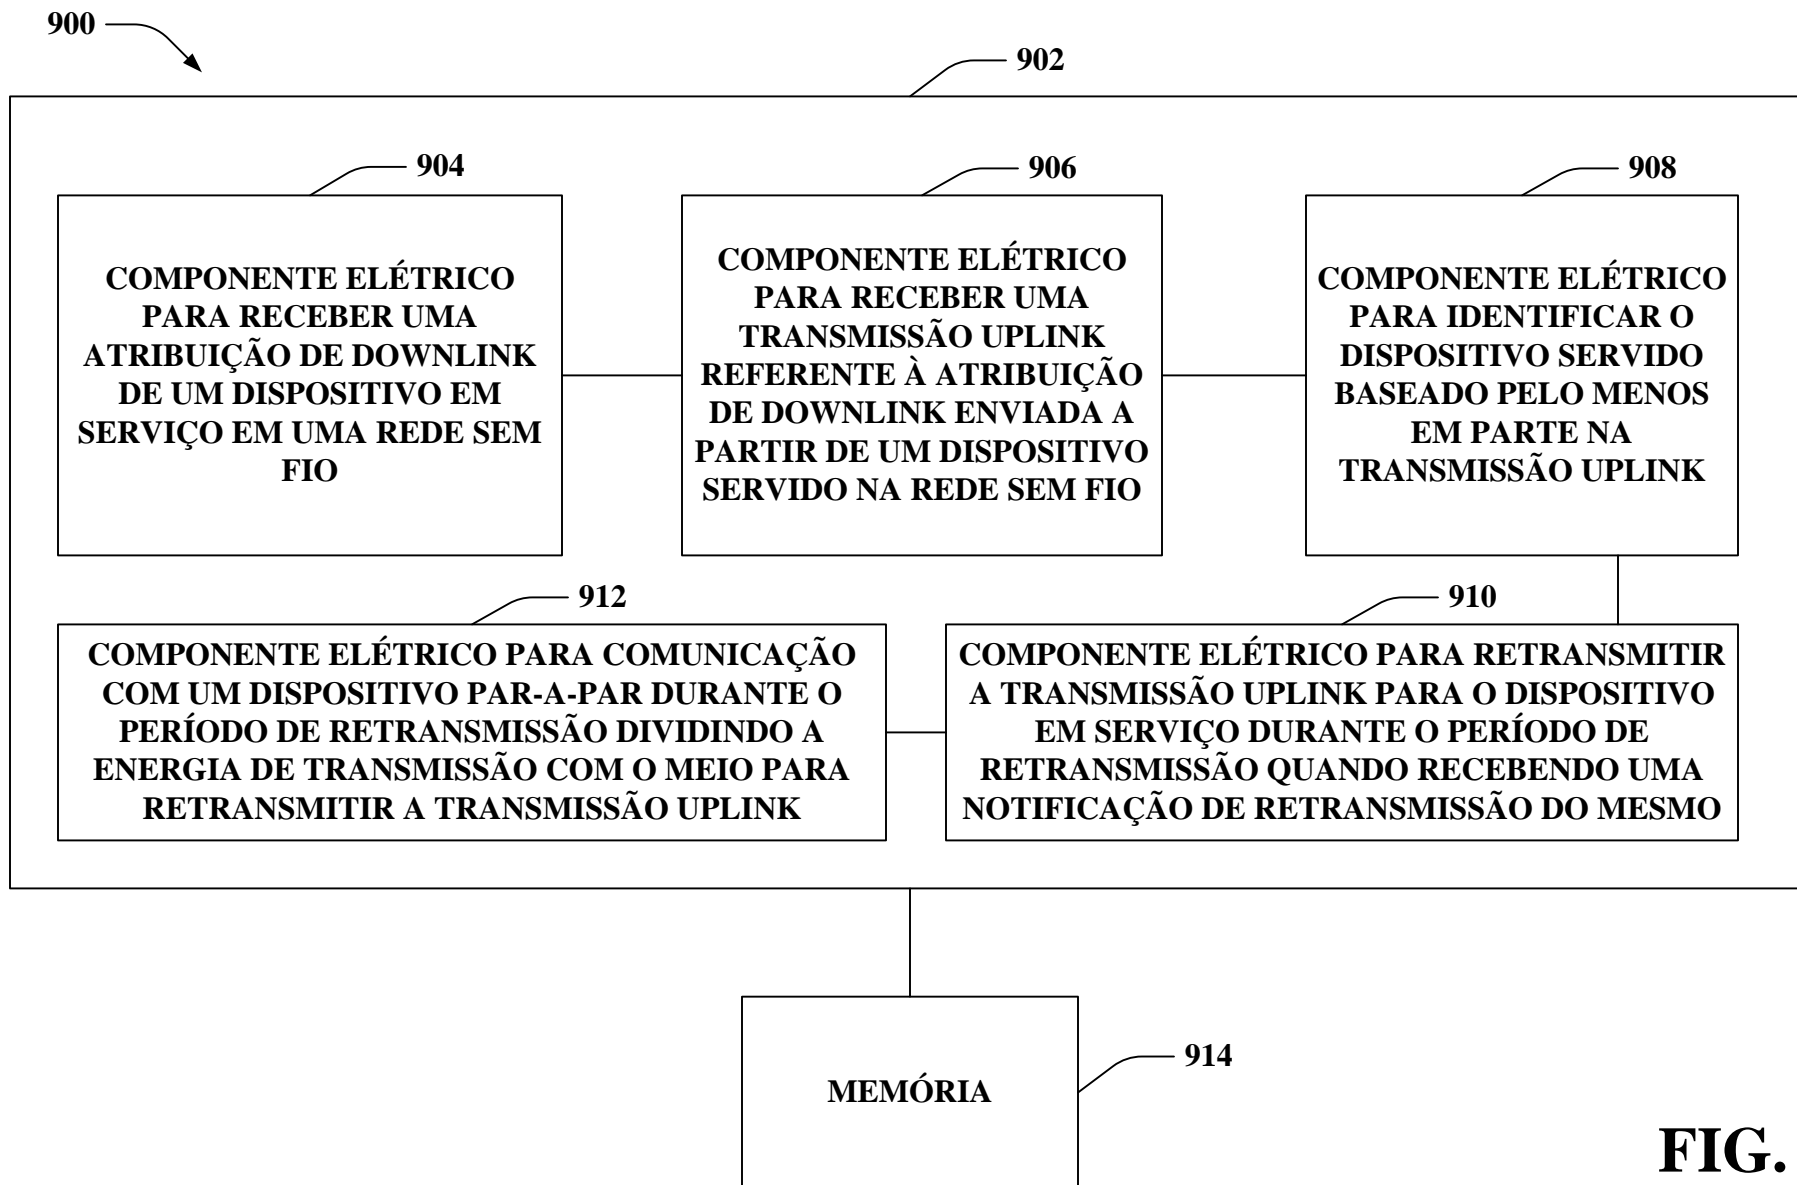 900
902
904
906
908
COMPONENTE ELÉTRICO
PARA RECEBER UMA
ATRIBUIÇÃO DE DOWNLINK
DE UM DISPOSITIVO EM
SERVIÇO EM UMA REDE SEM
FIO
COMPONENTE ELÉTRICO
PARA RECEBER UMA
TRANSMISSÃO UPLINK
REFERENTE À ATRIBUIÇÃO
DE DOWNLINK ENVIADA A
PARTIR DE UM DISPOSITIVO
SERVIDO NA REDE SEM FIO
COMPONENTE ELÉTRICO
PARA IDENTIFICAR O
DISPOSITIVO SERVIDO
BASEADO PELO MENOS
EM PARTE NA
TRANSMISSÃO UPLINK
912
910
COMPONENTE ELÉTRICO PARA COMUNICAÇÃO
COM UM DISPOSITIVO PAR-A-PAR DURANTE O
PERÍODO DE RETRANSMISSÃO DIVIDINDO A
ENERGIA DE TRANSMISSÃO COM O MEIO PARA
RETRANSMITIR A TRANSMISSÃO UPLINK
COMPONENTE ELÉTRICO PARA RETRANSMITIR
A TRANSMISSÃO UPLINK PARA O DISPOSITIVO
EM SERVIÇO DURANTE O PERÍODO DE
RETRANSMISSÃO QUANDO RECEBENDO UMA
NOTIFICAÇÃO DE RETRANSMISSÃO DO MESMO
914
MEMÓRIA
FIG.